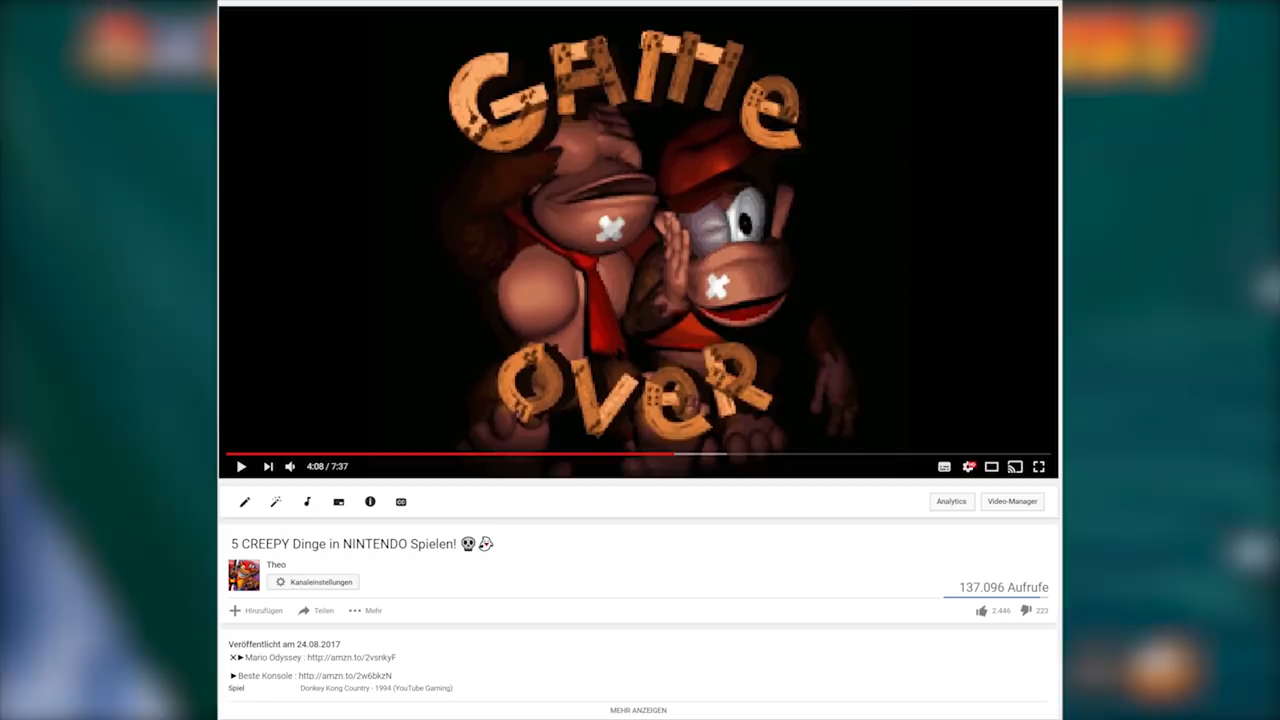 GAME
OVER
4:08 / 7:37
Analytics
Video-Manager
5 CREEPY Dinge in NINTENDO Spielen! 💀👻
Theo
Kanaleinstellungen
137.096 Aufrufe
Hinzufügen
Teilen
Mehr
2.446
223
Veröffentlicht am 24.08.2017
✕►Mario Odyssey : http://amzn.to/2vsnkyF
►Beste Konsole : http://amzn.to/2w6bkzN
Spiel Donkey Kong Country - 1994 (YouTube Gaming)
MEHR ANZEIGEN